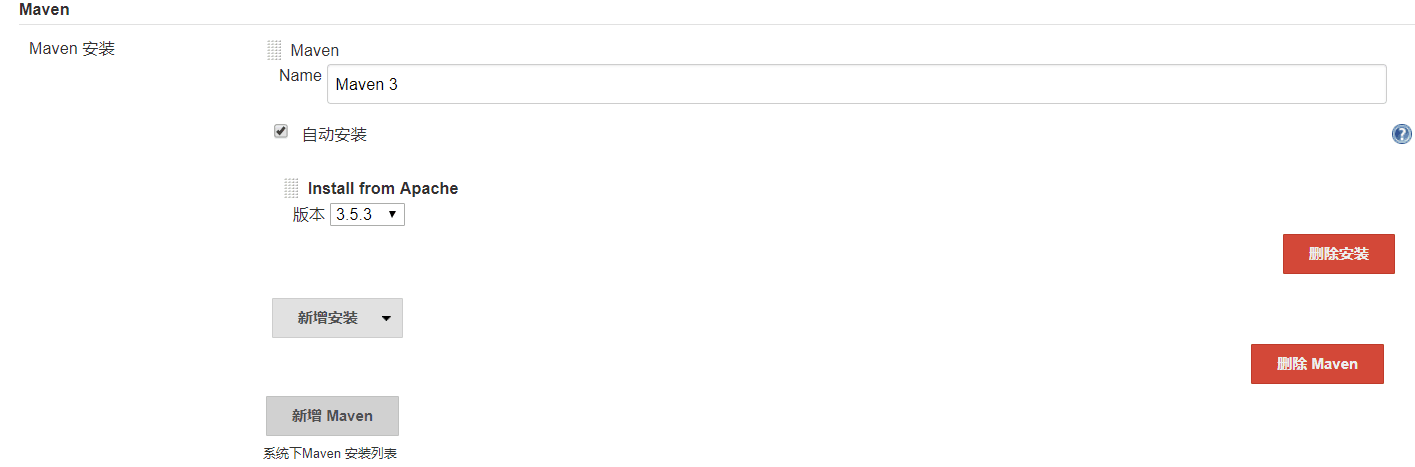 Maven
Maven 安装
Maven
Name
Maven 3
自动安装
Install from Apache
版本 3.5.3
删除安装
新增安装
删除 Maven
新增 Maven
系统下Maven 安装列表